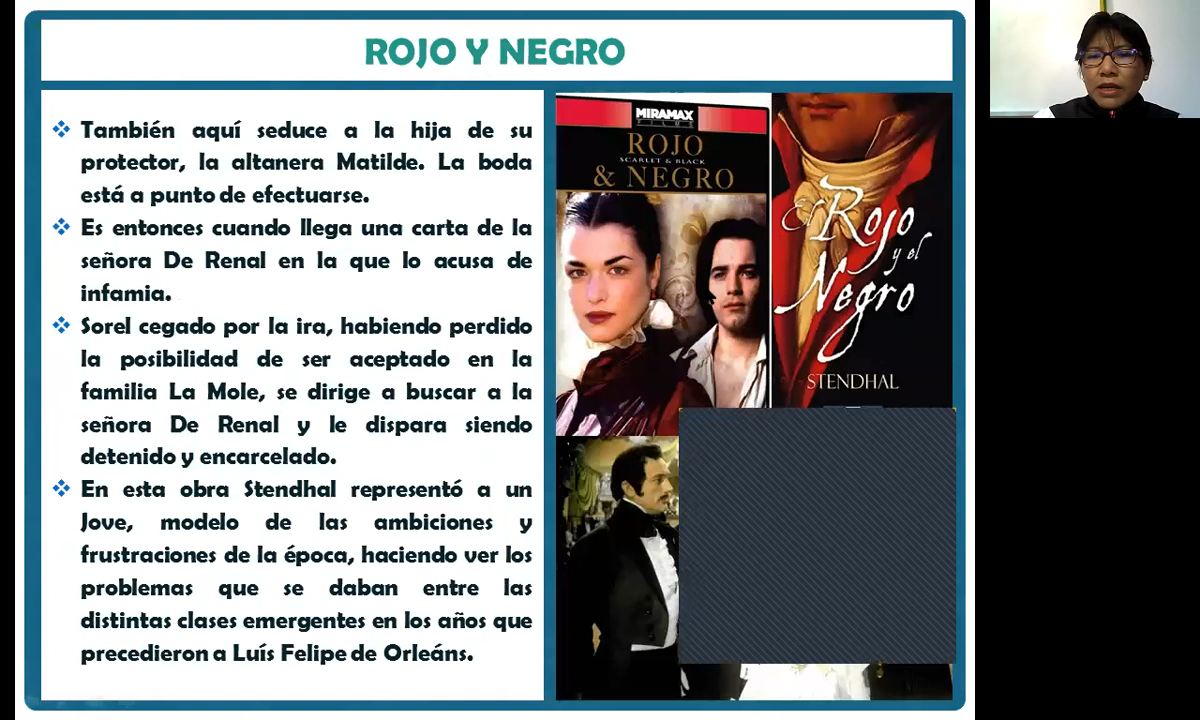 ROJO Y NEGRO
También aquí seduce a la hija de su
protector, la altanera Matilde. La boda
está a punto de efectuarse.
Es entonces cuando llega una carta de la
señora De Renal en la que lo acusa de
infamia.
Sorel cegado por la ira, habiendo perdido
la posibilidad de ser aceptado en la
familia La Mole, se dirige a buscar a la
señora De Renal y le dispara siendo
detenido y encarcelado.
En esta obra Stendhal representó a un
Jove, modelo de las ambiciones y
frustraciones de la época, haciendo ver los
problemas que se daban entre las
distintas clases emergentes en los años que
precedieron a Luís Felipe de Orleáns.
MIRAMAX
FILMS
ROJO
SCARLET & BLACK
& NEGRO
El Rojo
y el
Negro
STENDHAL